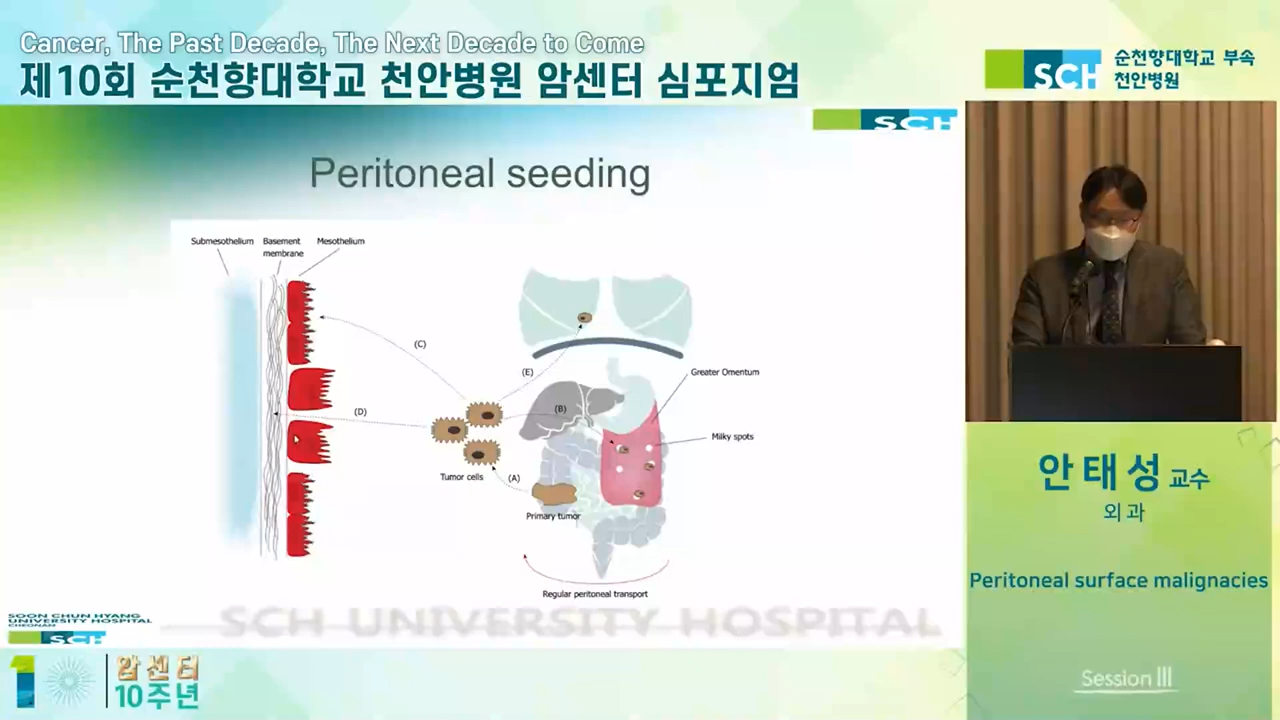 Cancer, The Past Decade, The Next Decade to Come
제10회 순천향대학교 천안병원 암센터 심포지엄
SCH
순천향대학교 부속
천안병원
SCH
Peritoneal seeding
Submesothelium
Basement
membrane
Mesothelium
(C)
(E)
Greater Omentum
(D)
(B)
Milky spots
Tumor cells
(A)
Primary tumor
Regular peritoneal transport
SCH UNIVERSITY HOSPITAL
SOON CHUN HYANG
UNIVERSITY HOSPITAL
CHEONAN
SCH
암센터
10주년
안태성 교수
외과
Peritoneal surface malignacies
Session III